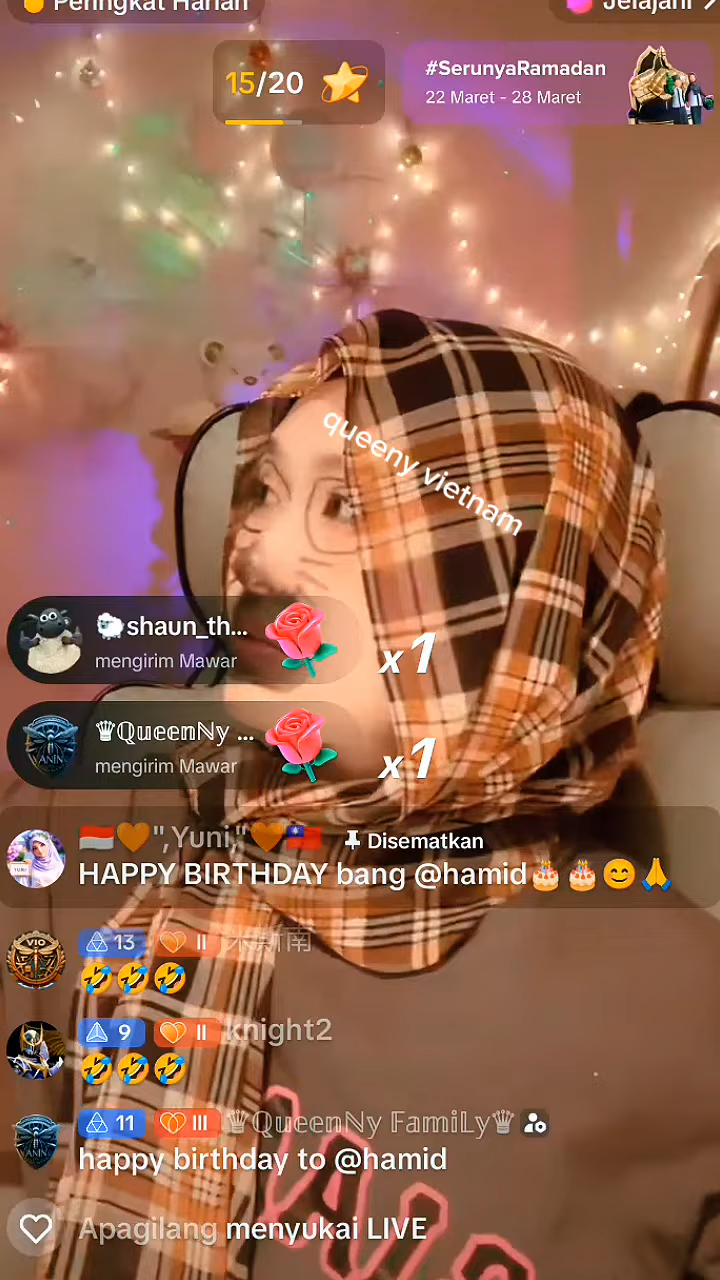 Peringkat Harian
Jelajahi
15/20
#SerunyaRamadan
22 Maret - 28 Maret
queeny vietnam
shaun_th...
mengirim Mawar
x1
♕QueenNy ...
mengirim Mawar
x1
",Yuni,"
Disematkan
HAPPY BIRTHDAY bang @hamid🎂🎂😊🙏
VIO
13
II
🤣🤣🤣
9
II
knight2
🤣🤣🤣
11
III
♕QueenNy FamiLy♕
happy birthday to @hamid
Apagilang menyukai LIVE